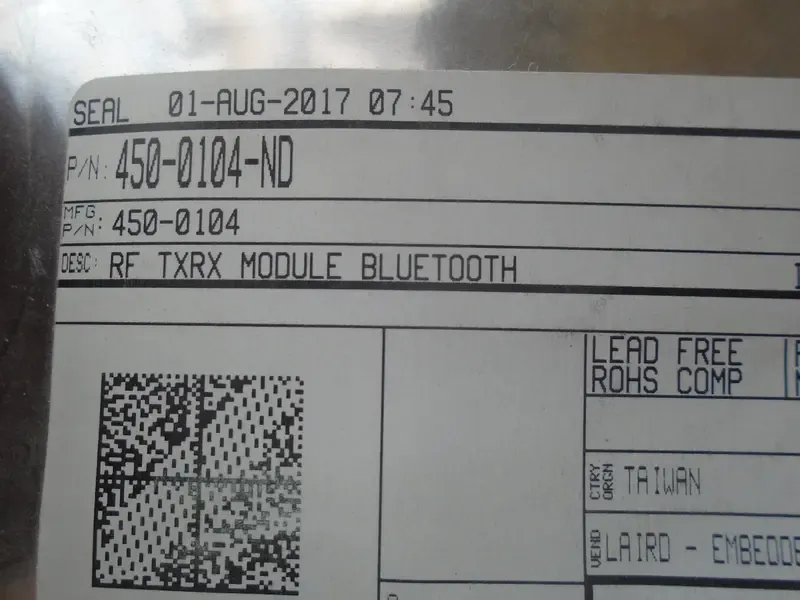 SEAL 01-AUG-2017 07:45
P/N: 450-0104-ND
MFG. P/N: 450-0104
DESC: RF TXRX MODULE BLUETOOTH
LEAD FREE
ROHS COMP
CTRY ORGN TAIWAN
VEND LAIRD - EMBEDDE